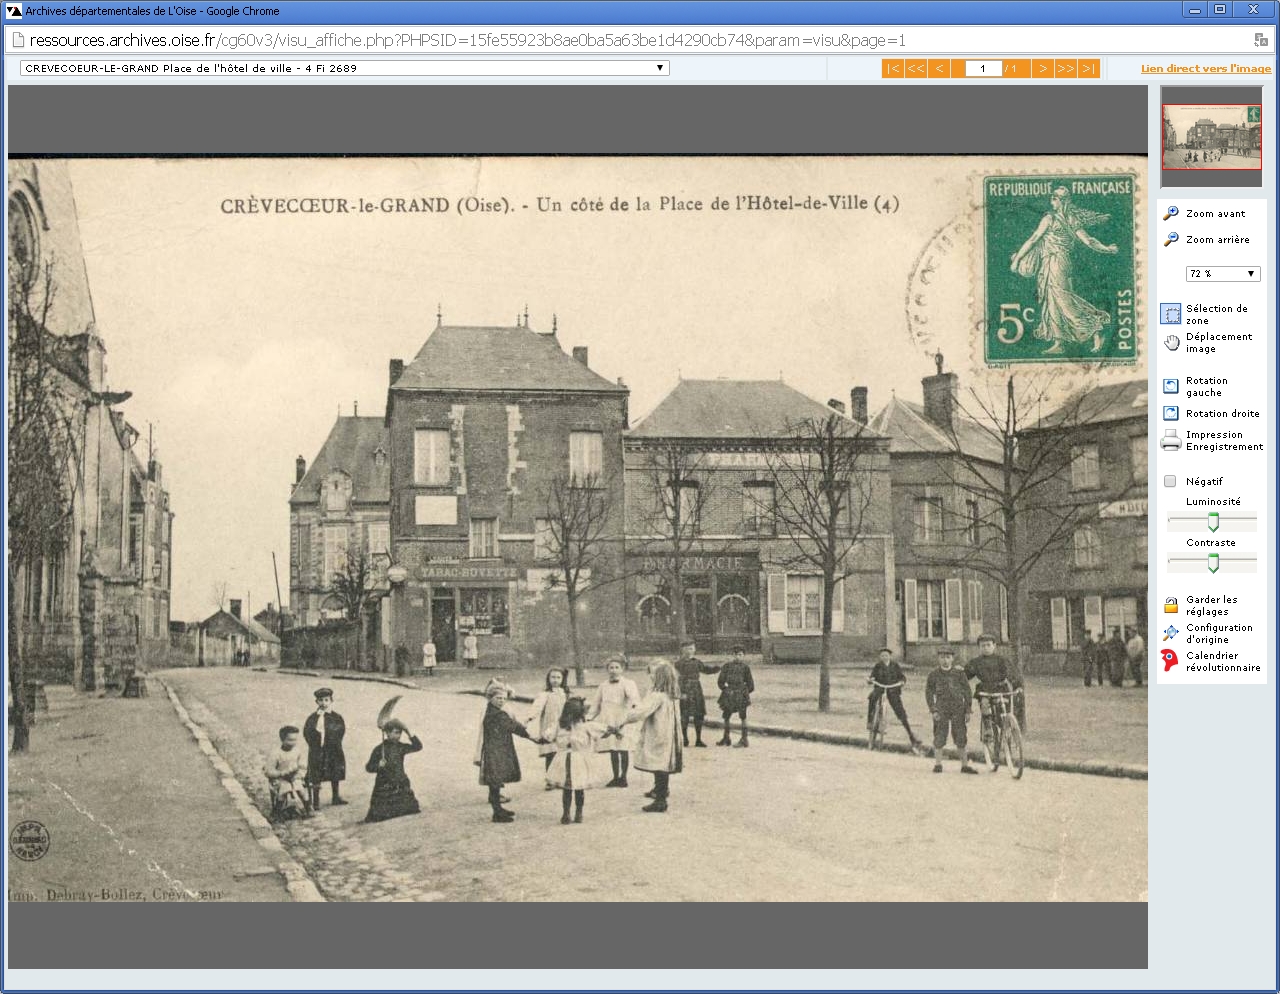 Archives départementales de L'Oise - Google Chrome
ressources.archives.oise.fr/cg60v3/visu_affiche.php?PHPSID=15fe55923b8ae0ba5a63be1d4290cb74&param=visu&page=1
CREVECOEUR-LE-GRAND Place de l'hôtel de ville - 4 Fi 2689
|< << < 1 / 1 > >> >|
Lien direct vers l'image
CRÈVECŒUR-le-GRAND (Oise). - Un côté de la Place de l'Hôtel-de-Ville (4)
REPUBLIQUE FRANÇAISE
5c
POSTES
TABAC-BUVETTE
PHARMACIE
Imp. Debray-Bollez, Crèvecœur
Zoom avant
Zoom arrière
72 %
Sélection de
zone
Déplacement
image
Rotation
gauche
Rotation droite
Impression
Enregistrement
Négatif
Luminosité
Contraste
Garder les
réglages
Configuration
d'origine
Calendrier
révolutionnaire